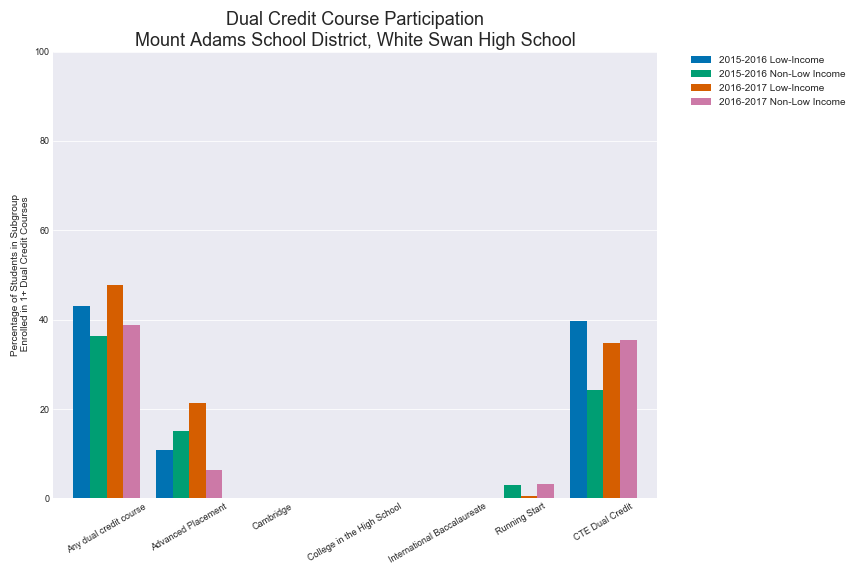 Dual Credit Course Participation
Mount Adams School District, White Swan High School
Percentage of Students in Subgroup
Enrolled in 1+ Dual Credit Courses
100
80
60
40
20
0
Any dual credit course
Advanced Placement
Cambridge
College in the High School
International Baccalaureate
Running Start
CTE Dual Credit
2015-2016 Low-Income
2015-2016 Non-Low Income
2016-2017 Low-Income
2016-2017 Non-Low Income